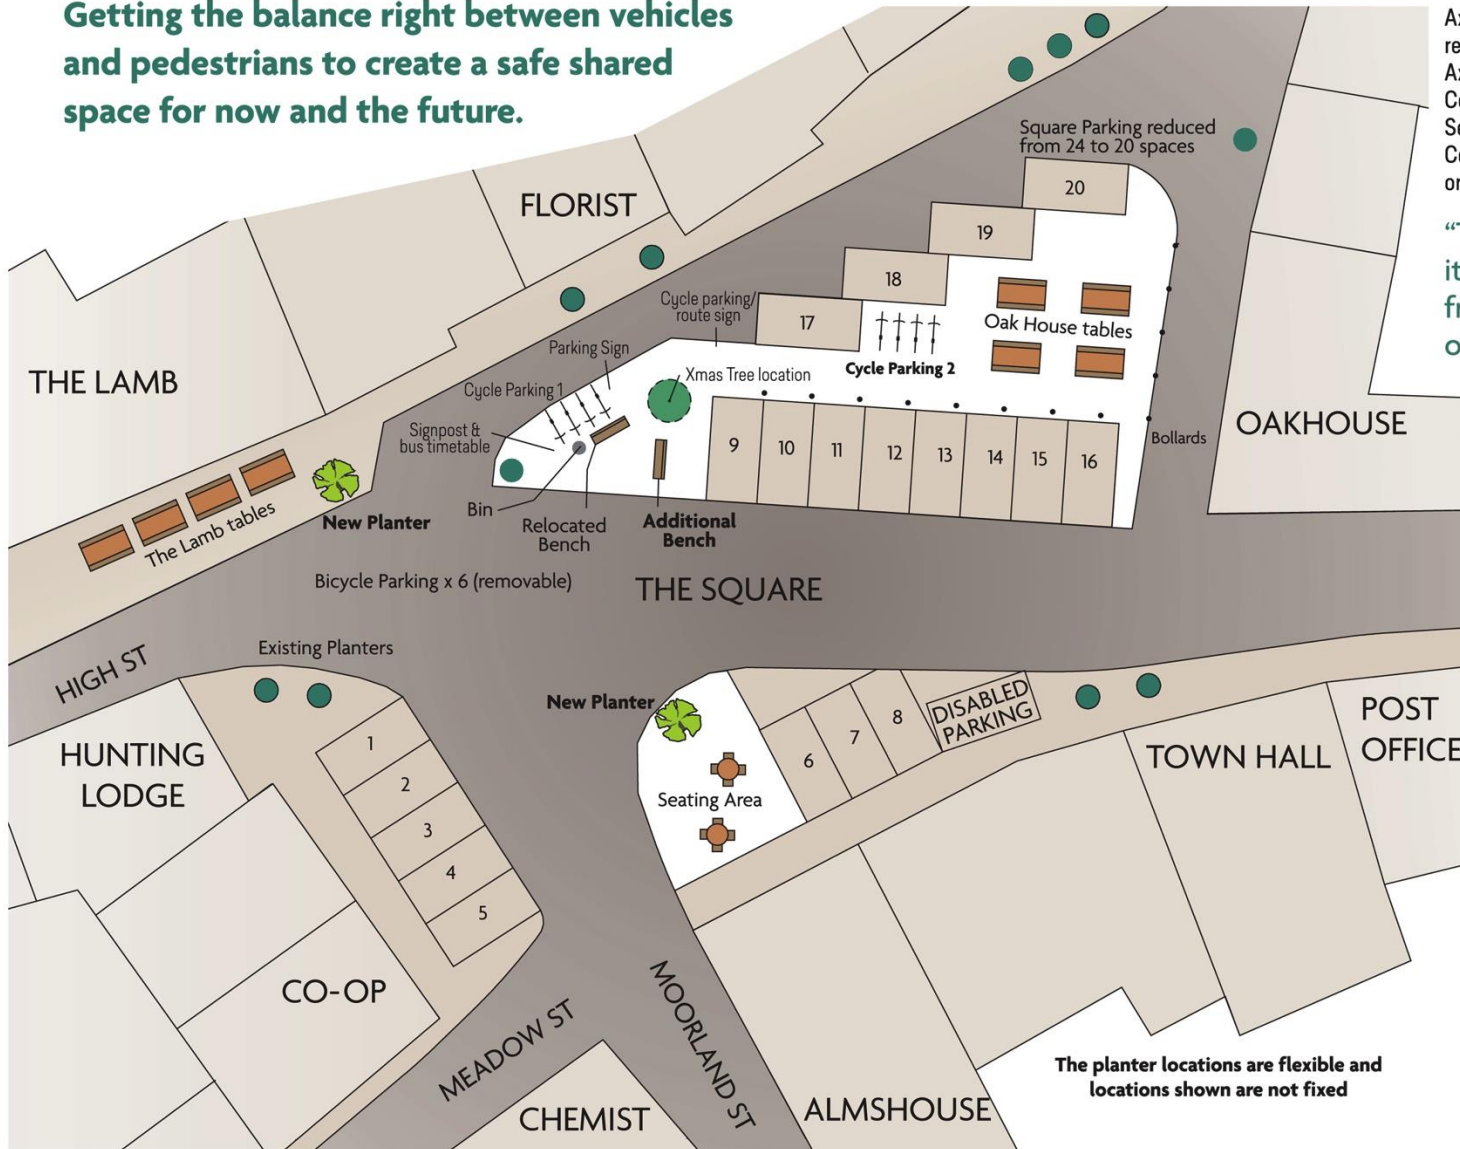 Getting the balance right between vehicles
and pedestrians to create a safe shared
space for now and the future.
Square Parking reduced
from 24 to 20 spaces
20
FLORIST
19
18
Cycle parking/
route sign
17
Oak House tables
Parking Sign
Cycle Parking 2
Xmas Tree location
THE LAMB
Cycle Parking 1
Signpost &
bus timetable
OAKHOUSE
Bollards
9
10
11
12
13
14
15
16
The Lamb tables
New Planter
Bin
Relocated
Bench
Additional
Bench
Bicycle Parking x 6 (removable)
THE SQUARE
HIGH ST
Existing Planters
New Planter
DISABLED
PARKING
POST
OFFICE
HUNTING
LODGE
1
2
3
4
5
6
7
8
TOWN HALL
Seating Area
CO-OP
MEADOW ST
MOORLAND ST
The planter locations are flexible and
locations shown are not fixed
CHEMIST
ALMSHOUSE